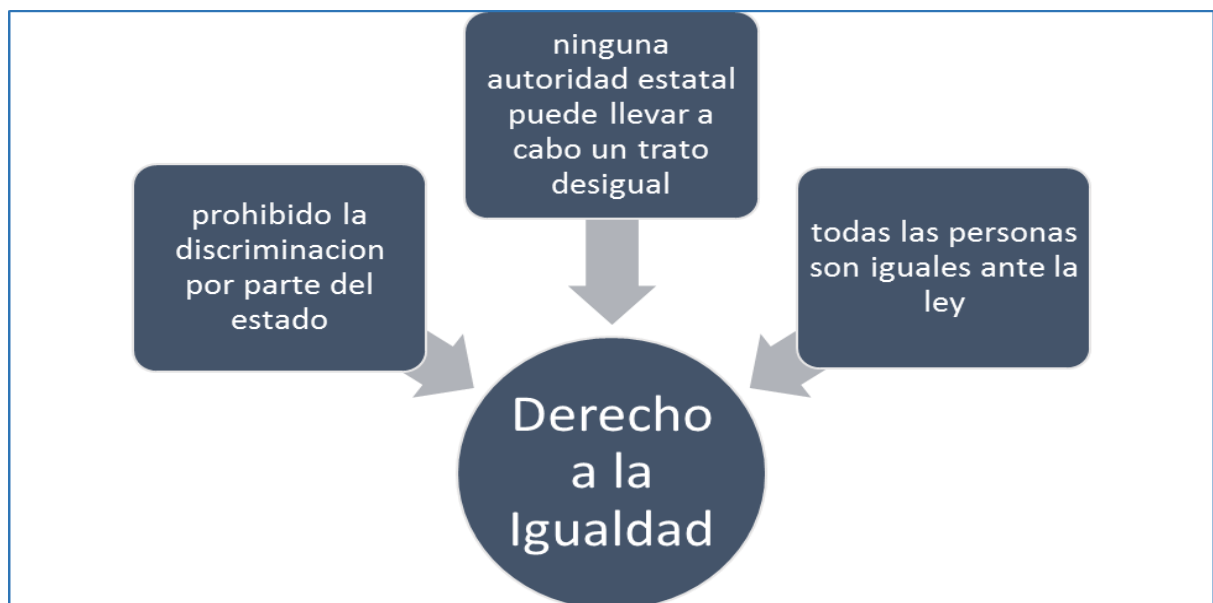 ninguna
autoridad estatal
puede llevar a
cabo un trato
desigual
prohibido la
discriminacion
por parte del
estado
todas las personas
son iguales ante la
ley
Derecho
a la
Igualdad